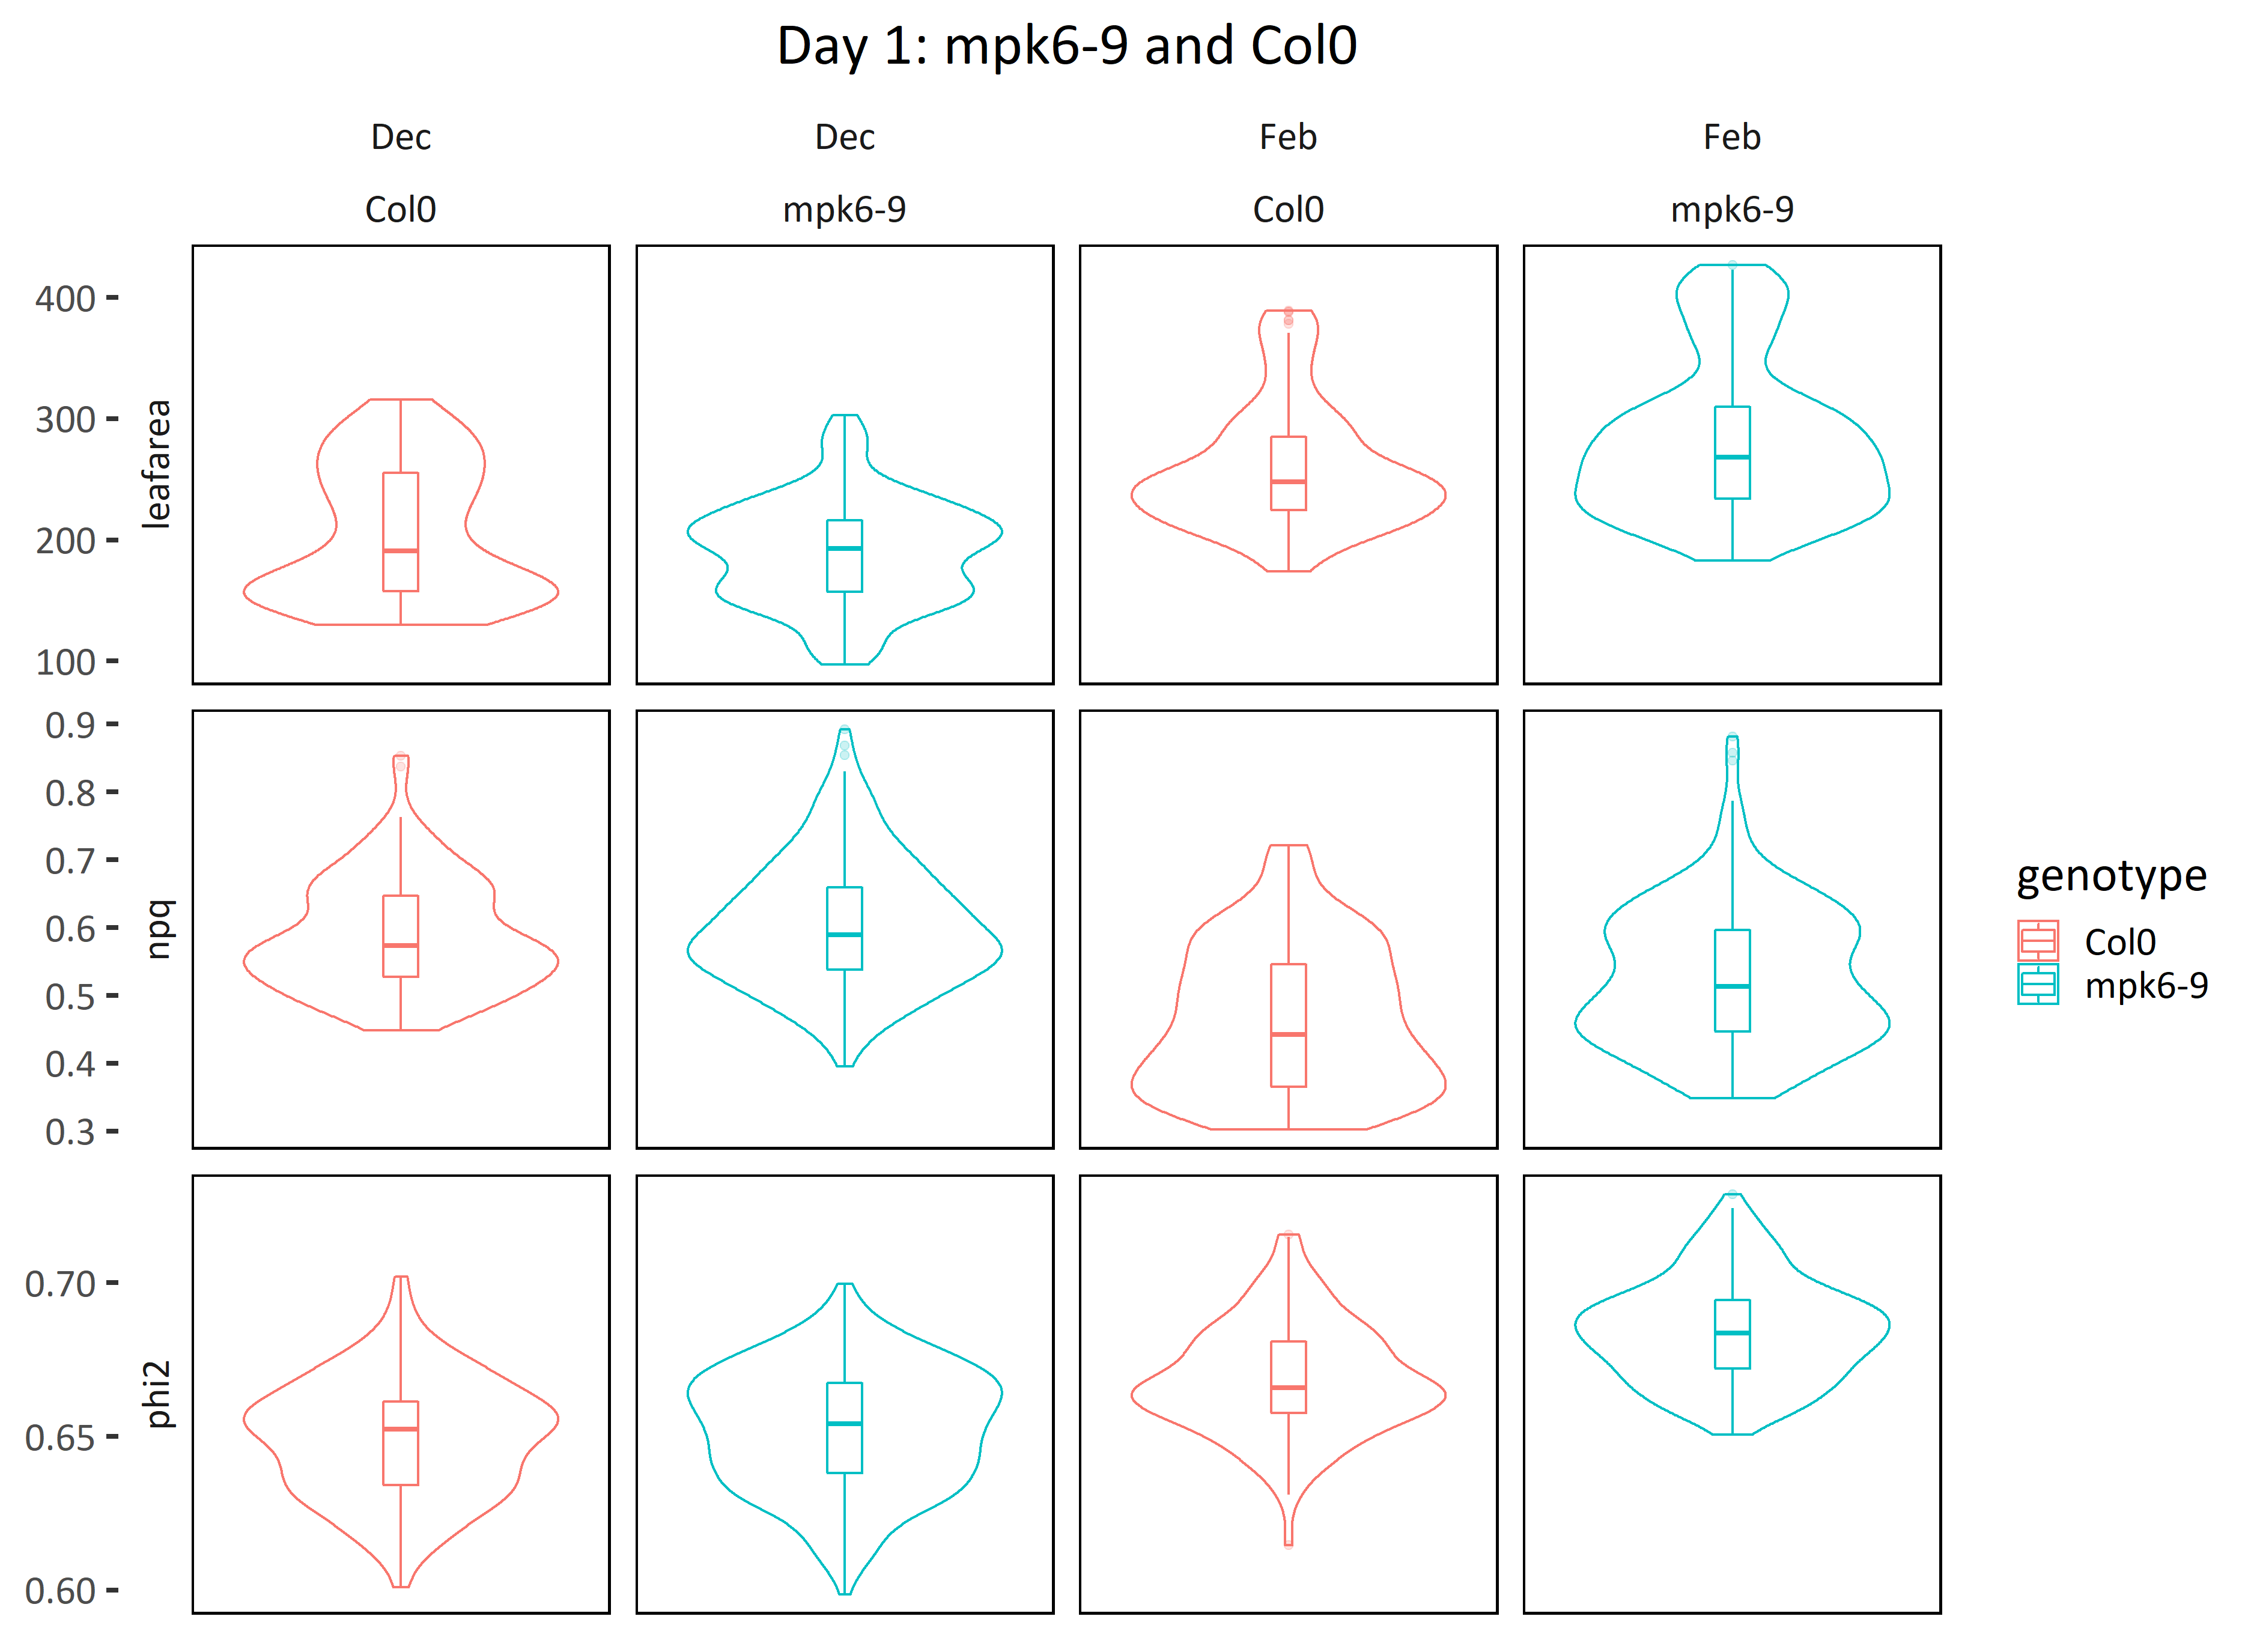 Day 1: mpk6-9 and Col0
Dec Dec Feb Feb
Col0 mpk6-9 Col0 mpk6-9
leafarea
400
300
200
100
npq
0.9
0.8
0.7
0.6
0.5
0.4
0.3
phi2
0.70
0.65
0.60
genotype
Col0
mpk6-9